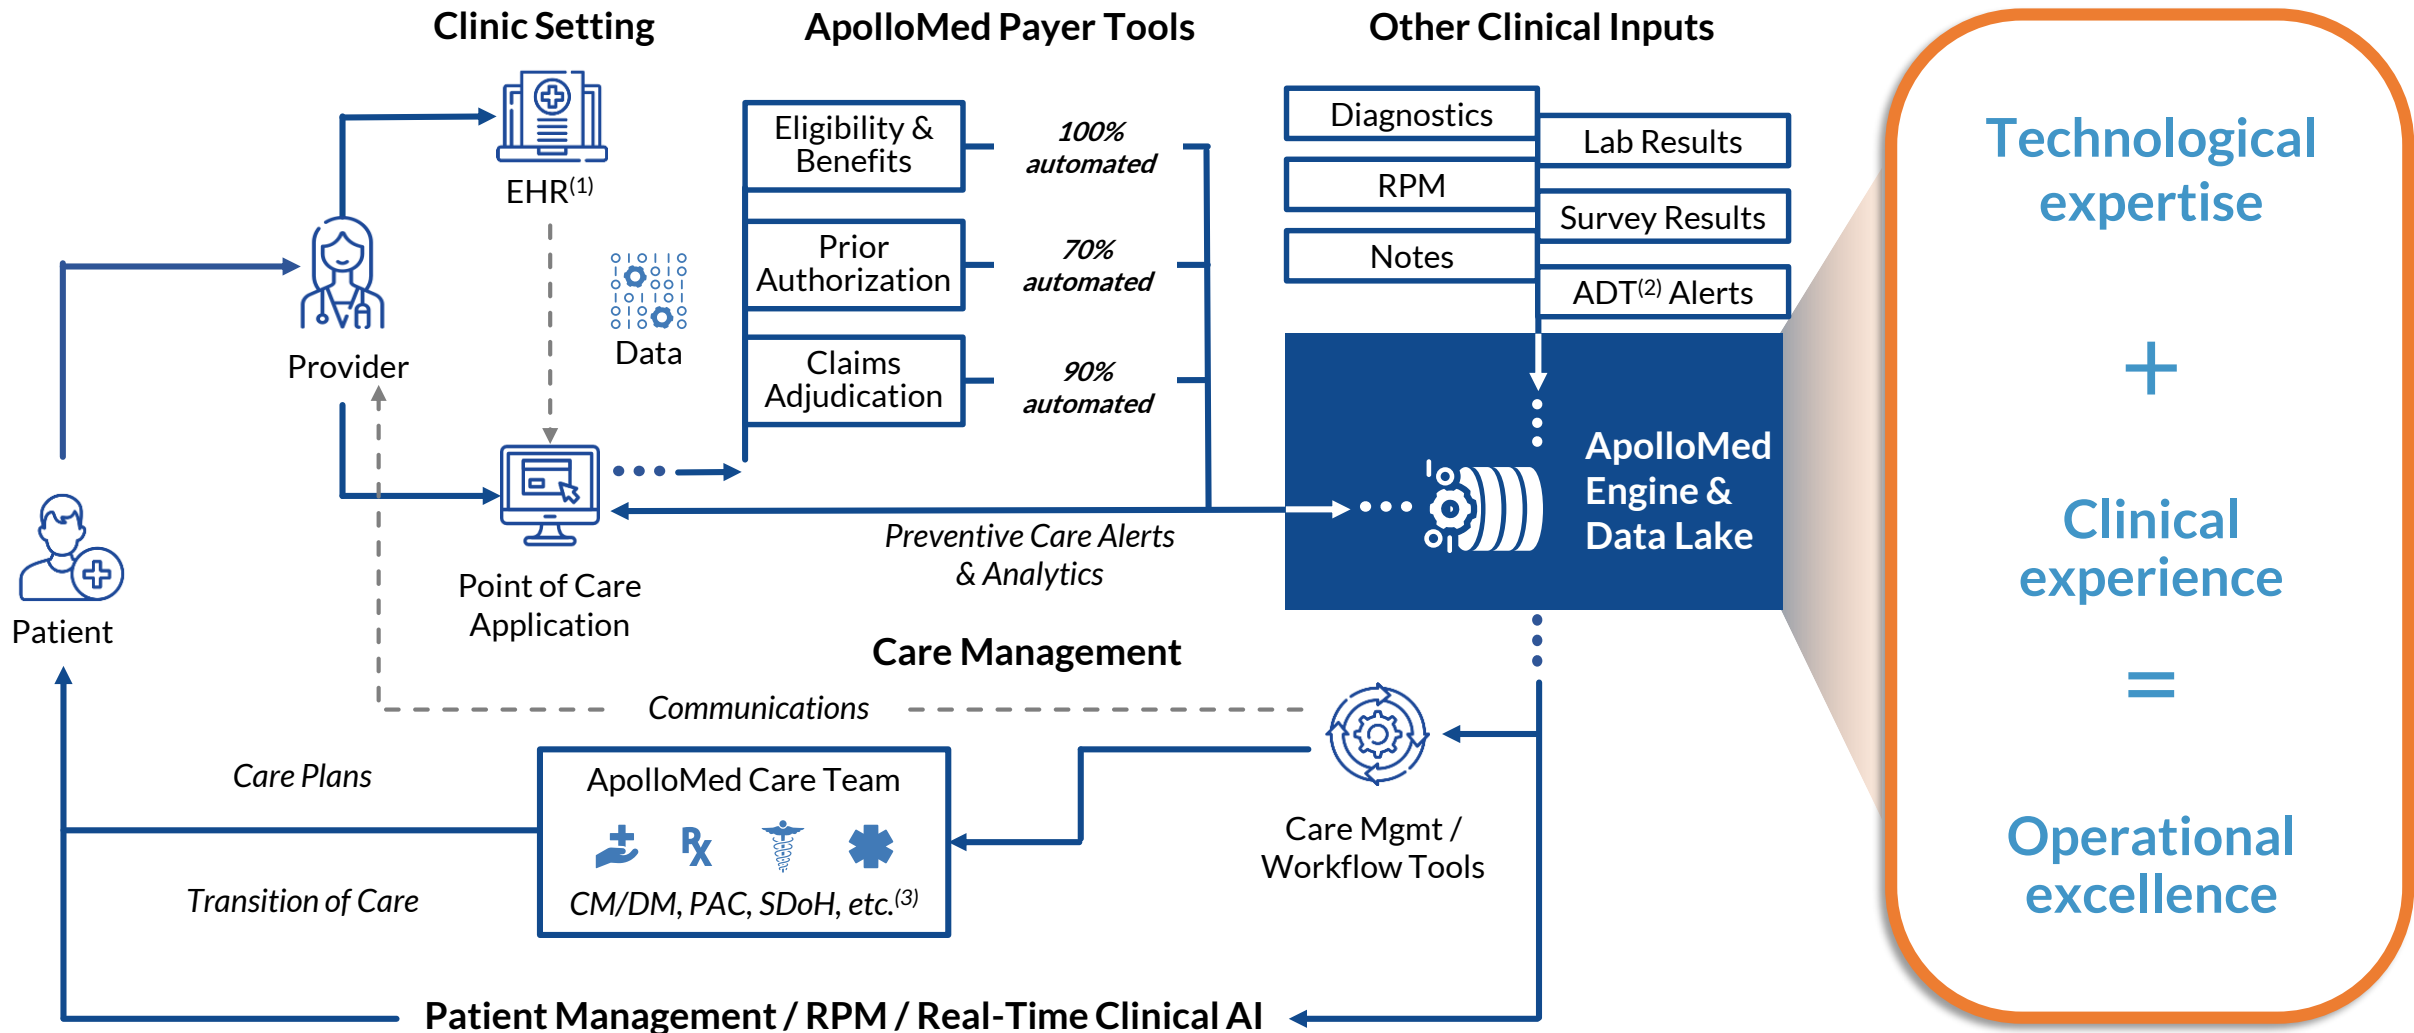 Clinic Setting
ApolloMed Payer Tools
Other Clinical Inputs
EHR(1)
Provider
Data
Patient
Point of Care
Application
Eligibility &
Benefits
100%
automated
Prior
Authorization
70%
automated
Claims
Adjudication
90%
automated
Diagnostics
Lab Results
RPM
Survey Results
Notes
ADT(2) Alerts
ApolloMed
Engine &
Data Lake
Preventive Care Alerts
& Analytics
Care Management
Communications
Care Plans
Transition of Care
ApolloMed Care Team
Rx
CM/DM, PAC, SDoH, etc.(3)
Care Mgmt /
Workflow Tools
Patient Management / RPM / Real-Time Clinical AI
Technological
expertise
+
Clinical
experience
=
Operational
excellence